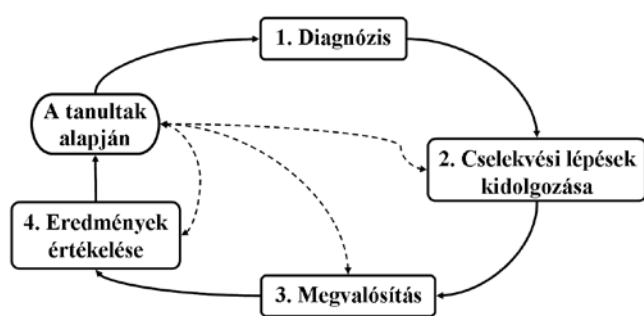 1. Diagnózis
A tanultak
alapján
2. Cselekvési lépések
kidolgozása
4. Eredmények
értékelése
3. Megvalósítás